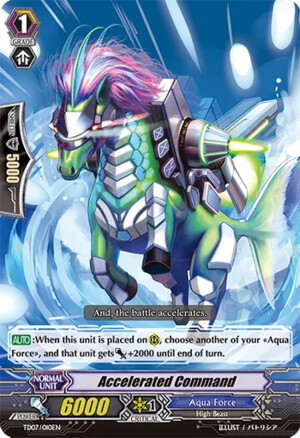 1
GRADE
5000
And, the battle accelerates.
AUTO:When this unit is placed on R, choose another of your «Aqua
Force», and that unit gets +2000 until end of turn.
NORMAL
UNIT
Accelerated Command
POWER
6000
1
CRITICAL
Aqua Force
High Beast
TD07/010EN
ILLUST / パトリシア